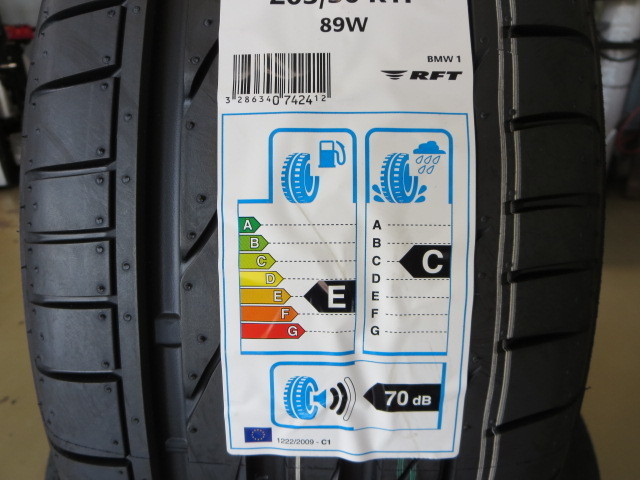 89W
BMW 1
RFT
3 286340 742412
A
B
C
D
E
F
G
E
A
B
C
D
E
F
G
C
70 dB
1222/2009 - C1